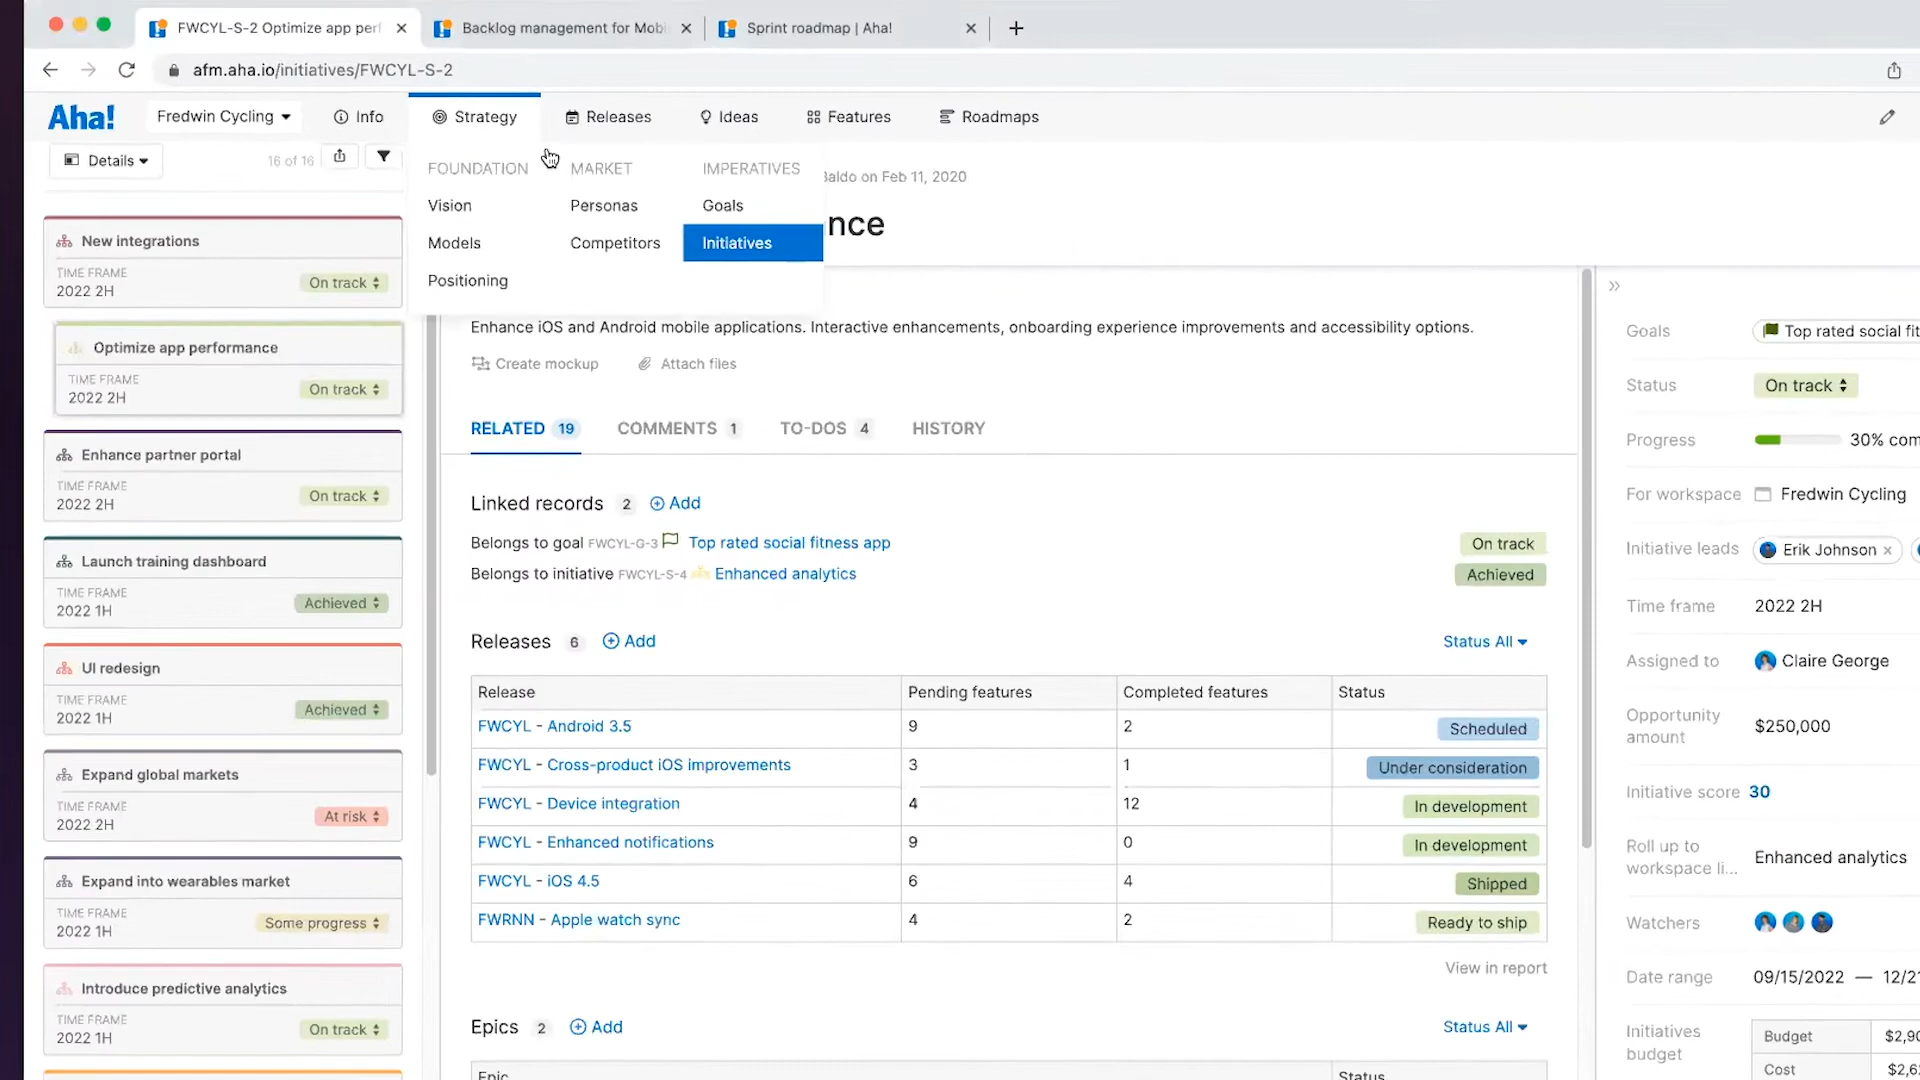 FWCYL-S-2 Optimize app perf
Backlog management for Mobi
Sprint roadmap | Aha!
afm.aha.io/initiatives/FWCYL-S-2
Aha!
Fredwin Cycling
Info
Strategy
Releases
Ideas
Features
Roadmaps
Details
16 of 16
FOUNDATION
MARKET
IMPERATIVES
Vision
Personas
Goals
Models
Competitors
Initiatives
Positioning
Baldo on Feb 11, 2020
nce
New integrations
TIME FRAME
2022 2H
On track
Optimize app performance
TIME FRAME
2022 2H
On track
Enhance partner portal
TIME FRAME
2022 2H
On track
Launch training dashboard
TIME FRAME
2022 1H
Achieved
UI redesign
TIME FRAME
2022 1H
Achieved
Expand global markets
TIME FRAME
2022 2H
At risk
Expand into wearables market
TIME FRAME
2022 1H
Some progress
Introduce predictive analytics
TIME FRAME
2022 1H
On track
Enhance iOS and Android mobile applications. Interactive enhancements, onboarding experience improvements and accessibility options.
Create mockup
Attach files
RELATED 19
COMMENTS 1
TO-DOS 4
HISTORY
Linked records 2 Add
Belongs to goal FWCYL-G-3 Top rated social fitness app On track
Belongs to initiative FWCYL-S-4 Enhanced analytics Achieved
Releases 6 Add
Status All
Release Pending features Completed features Status
FWCYL - Android 3.5 9 2 Scheduled
FWCYL - Cross-product iOS improvements 3 1 Under consideration
FWCYL - Device integration 4 12 In development
FWCYL - Enhanced notifications 9 0 In development
FWCYL - iOS 4.5 6 4 Shipped
FWRNN - Apple watch sync 4 2 Ready to ship
View in report
Epics 2 Add
Status All
Epic Status
Goals Top rated social fit
Status On track
Progress 30% com
For workspace Fredwin Cycling
Initiative leads Erik Johnson ×
Time frame 2022 2H
Assigned to Claire George
Opportunity
amount
$250,000
Initiative score 30
Roll up to
workspace li...
Enhanced analytics
Watchers
Date range 09/15/2022 — 12/21
Initiatives
budget
Budget $2,90
Cost $2,6